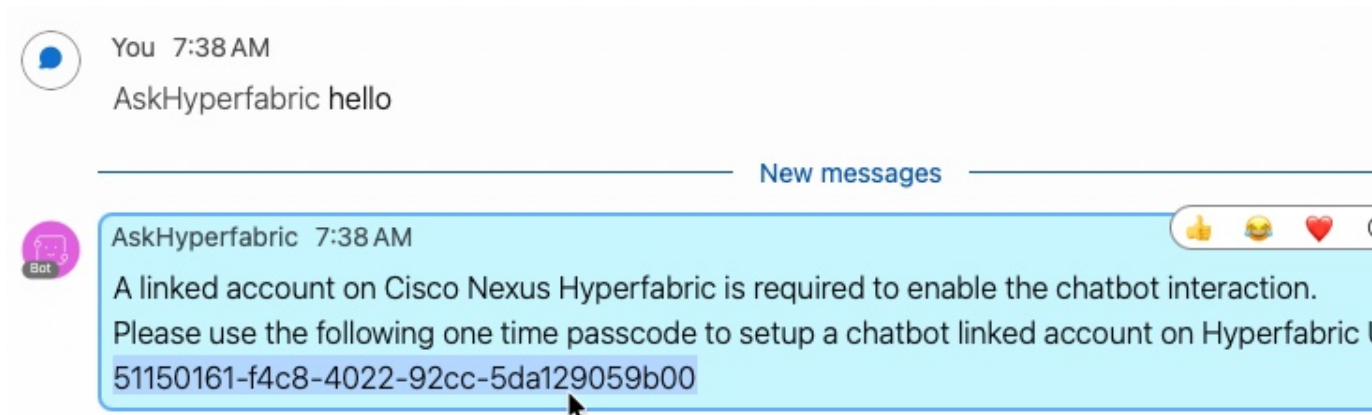 You 7:38 AM
AskHyperfabric hello
New messages
AskHyperfabric 7:38 AM
Bot
A linked account on Cisco Nexus Hyperfabric is required to enable the chatbot interaction.
Please use the following one time passcode to setup a chatbot linked account on Hyperfabric
51150161-f4c8-4022-92cc-5da129059b00